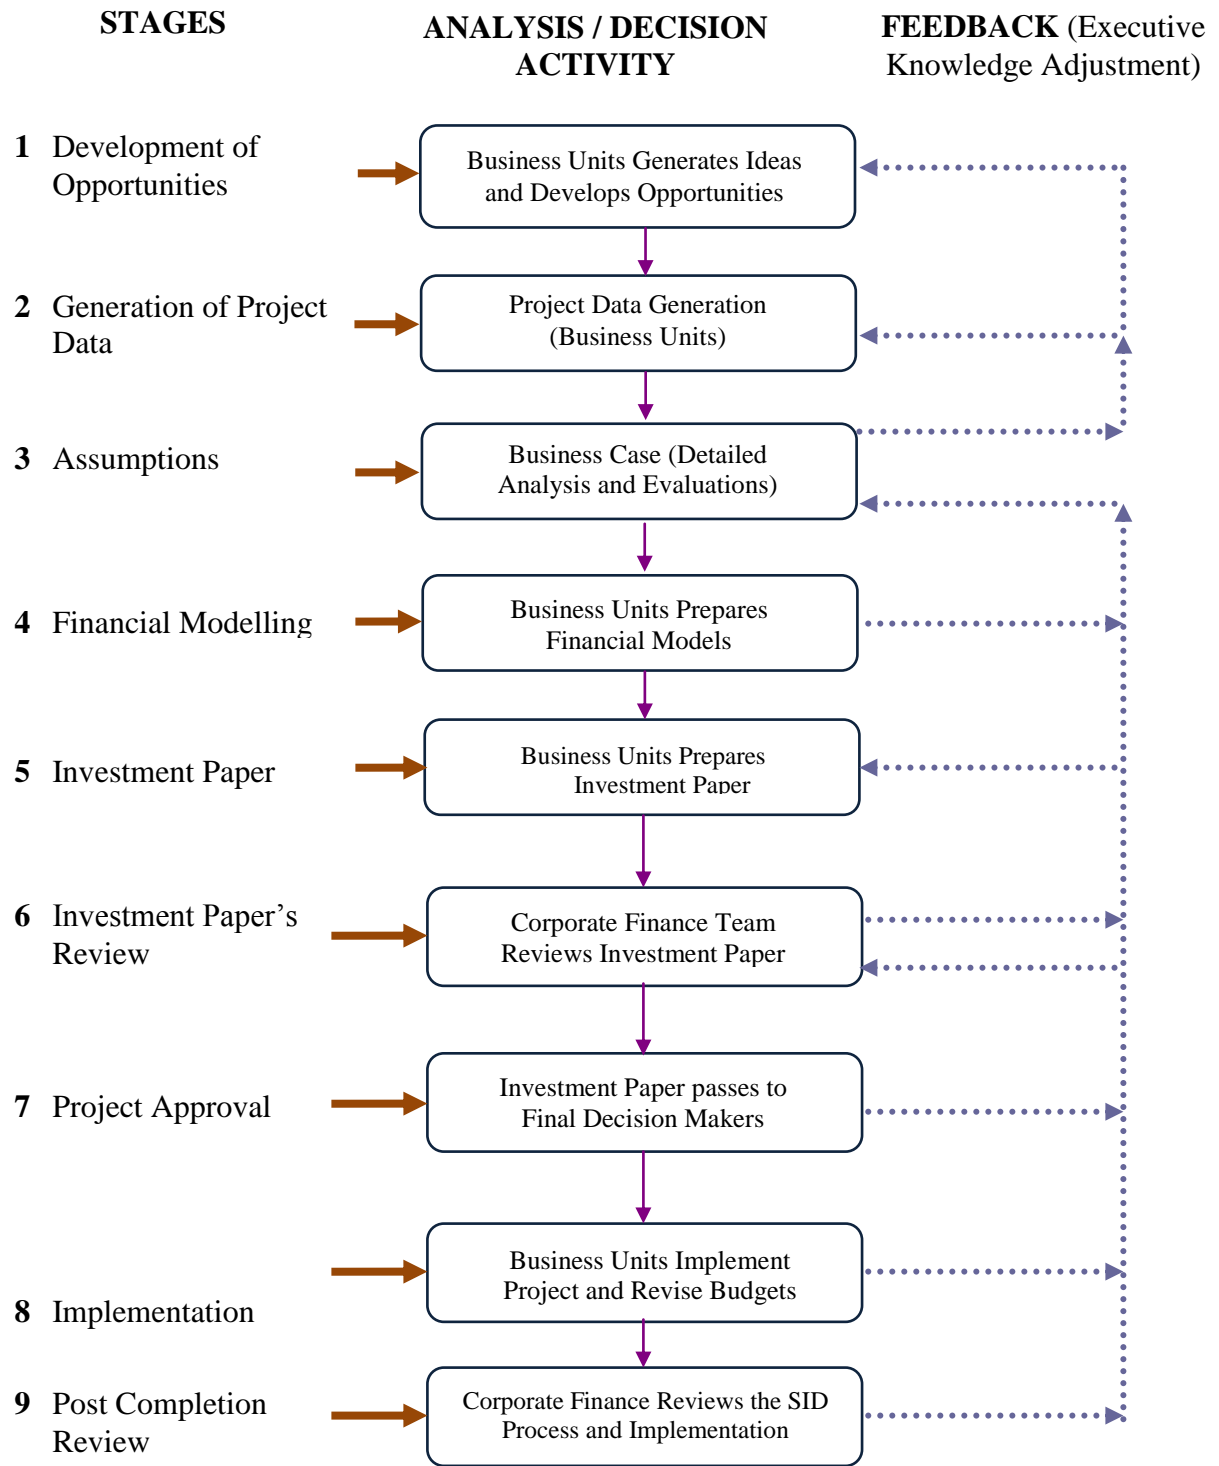 STAGES
ANALYSIS / DECISION
ACTIVITY
FEEDBACK (Executive
Knowledge Adjustment)
1 Development of
Opportunities
Business Units Generates Ideas
and Develops Opportunities
2 Generation of Project
Data
Project Data Generation
(Business Units)
3 Assumptions
Business Case (Detailed
Analysis and Evaluations)
4 Financial Modelling
Business Units Prepares
Financial Models
5 Investment Paper
Business Units Prepares
Investment Paper
6 Investment Paper’s
Review
Corporate Finance Team
Reviews Investment Paper
7 Project Approval
Investment Paper passes to
Final Decision Makers
8 Implementation
Business Units Implement
Project and Revise Budgets
9 Post Completion
Review
Corporate Finance Reviews the SID
Process and Implementation